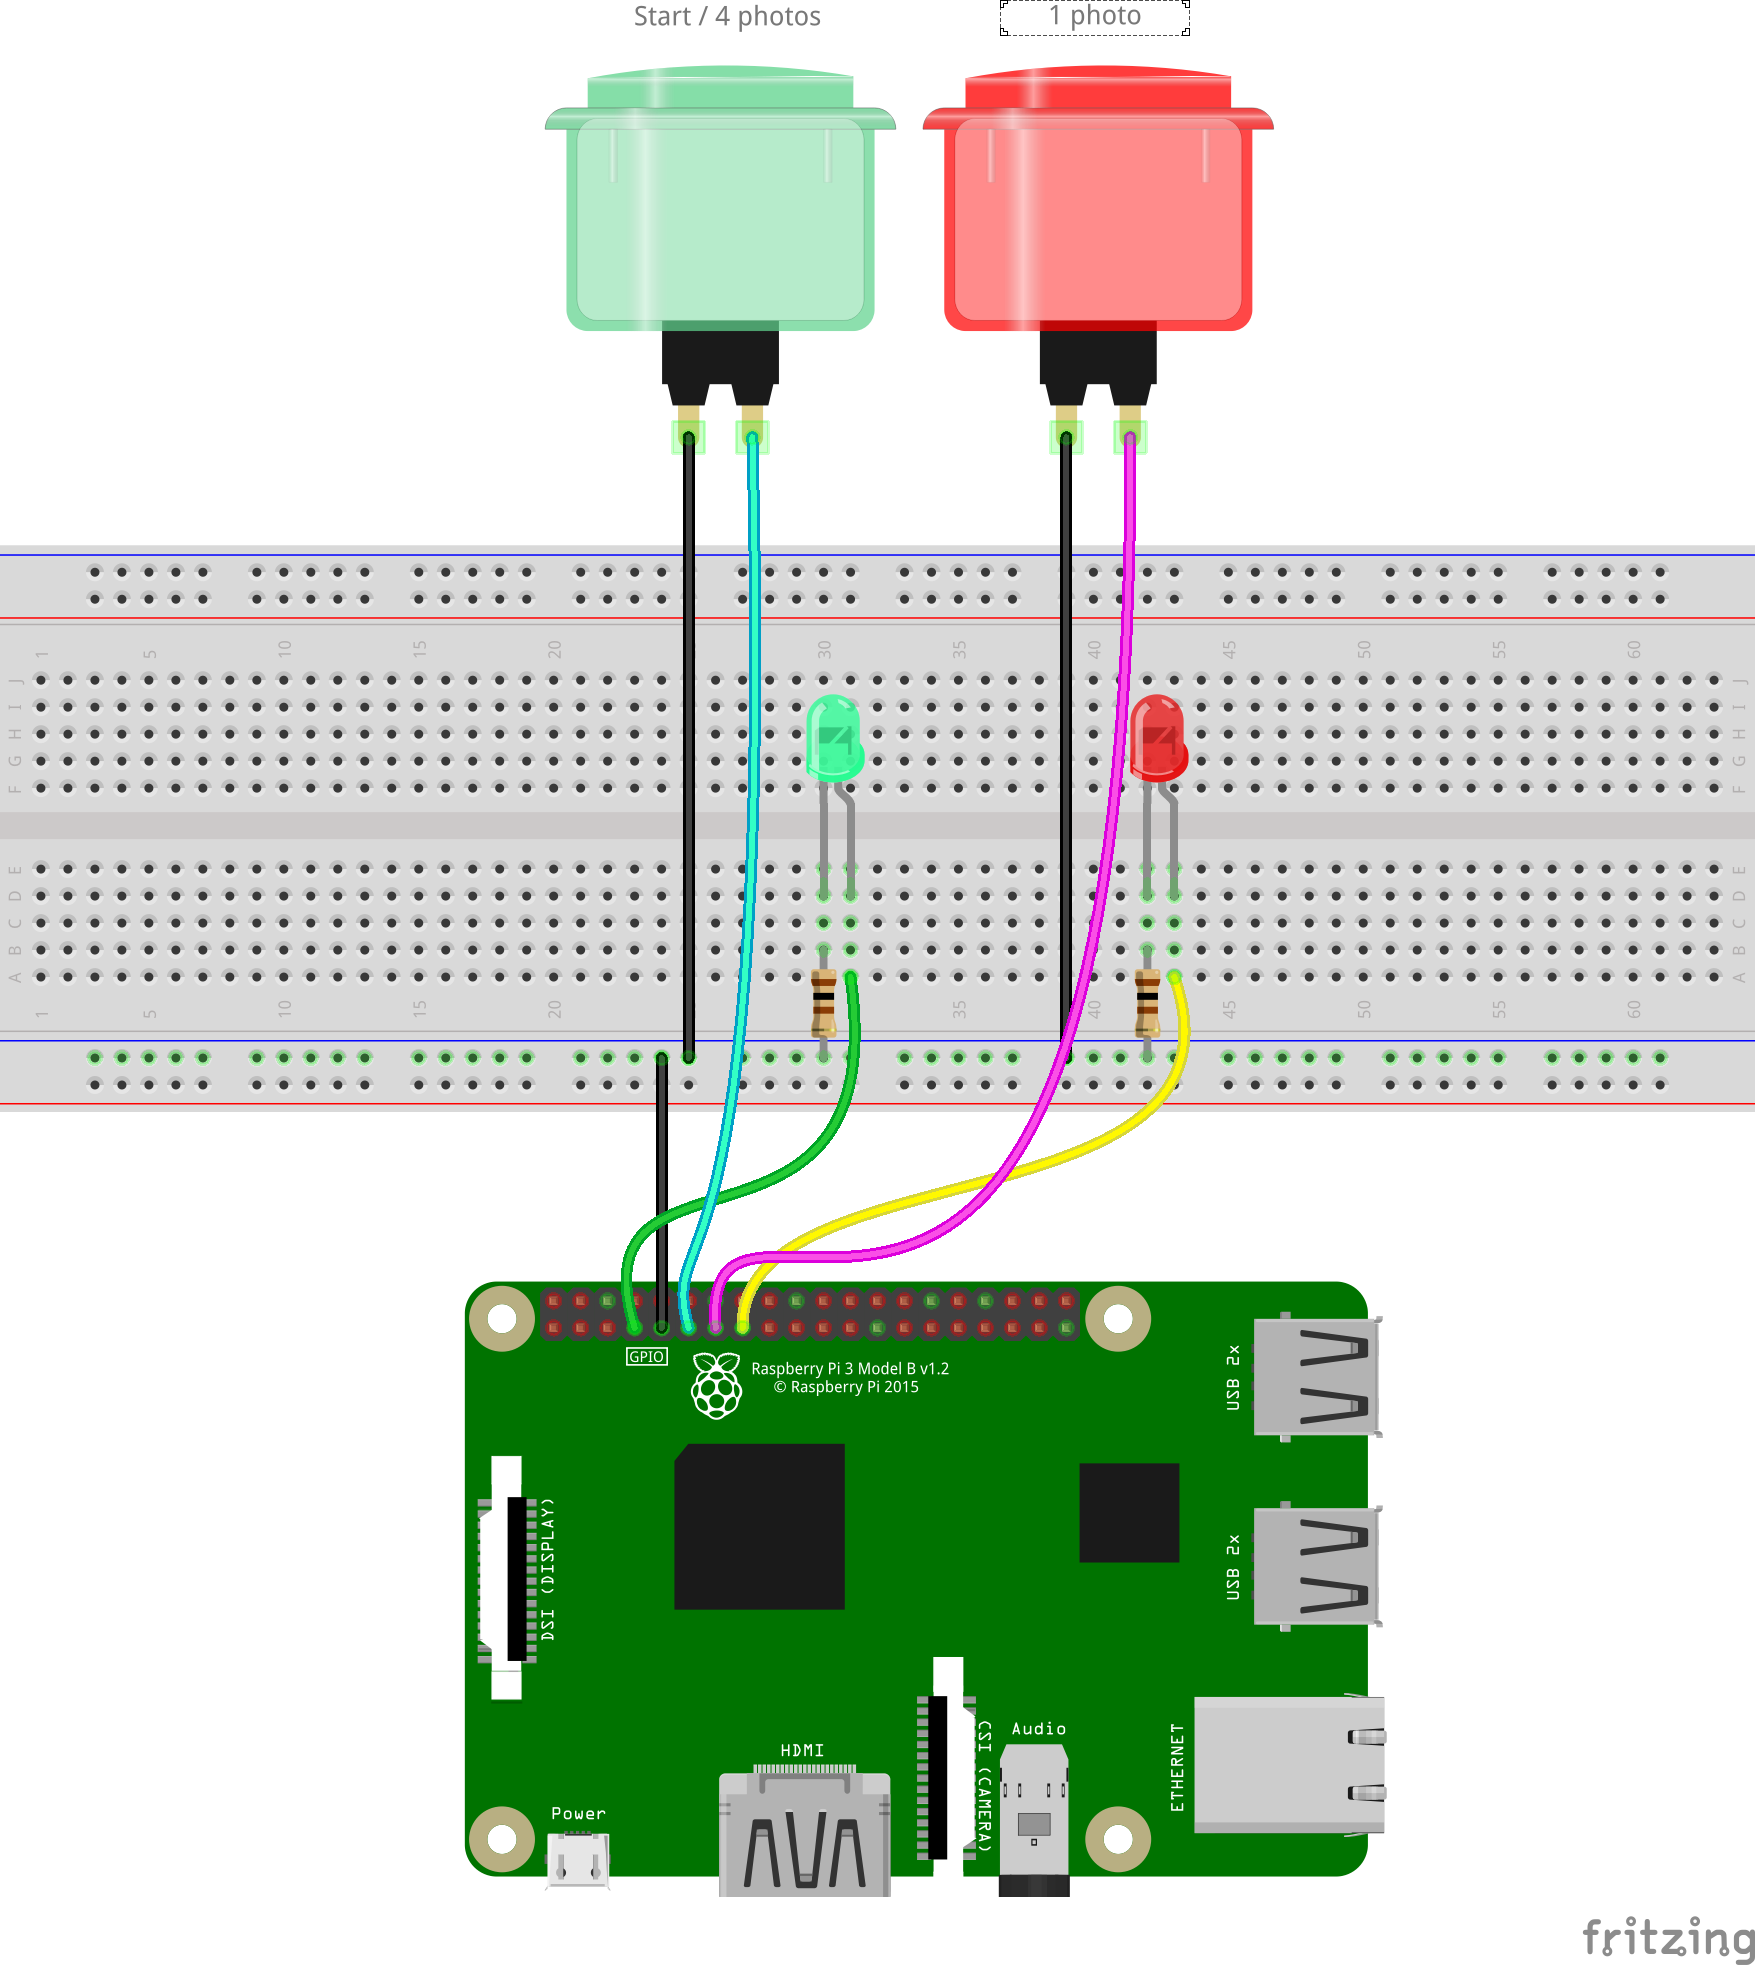 Start / 4 photos
1 photo
1 5 10 15 20 30 35 40 45 50 55 60
J J
I I
H H
G G
F F
E E
D D
C C
B B
A A
1 5 10 15 20 30 35 40 45 50 55 60
GPIO
Raspberry Pi 3 Model B v1.2
© Raspberry Pi 2015
USB 2x
DSI (DISPLAY)
USB 2x
CSI (CAMERA)
Audio
ETHERNET
HDMI
Power
fritzing